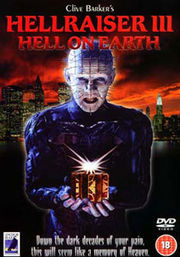 Clive Barker's
HELLRAISER III
HELL ON EARTH
Down the dark decades of your pain,
this will seem like a memory of Heaven.
DVD
VIDEO
18